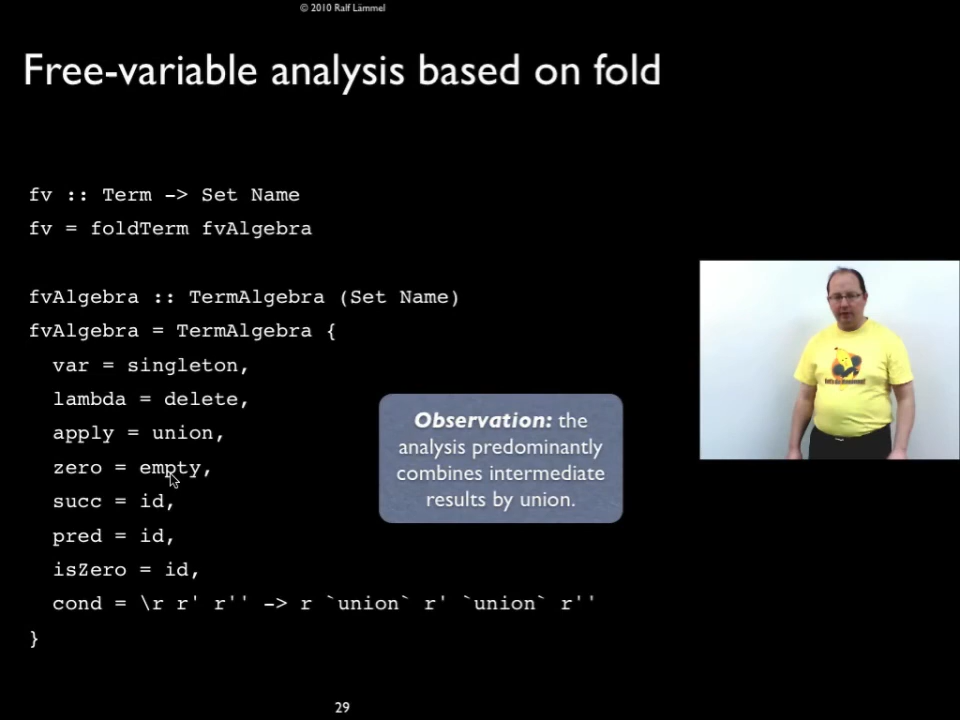 © 2010 Ralf Lämmel
Free-variable analysis based on fold
fv :: Term -> Set Name
fv = foldTerm fvAlgebra
fvAlgebra :: TermAlgebra (Set Name)
fvAlgebra = TermAlgebra {
var = singleton,
lambda = delete,
apply = union,
zero = empty,
succ = id,
pred = id,
isZero = id,
cond = \r r' r'' -> r `union` r' `union` r''
}
Observation: the
analysis predominantly
combines intermediate
results by union.
29